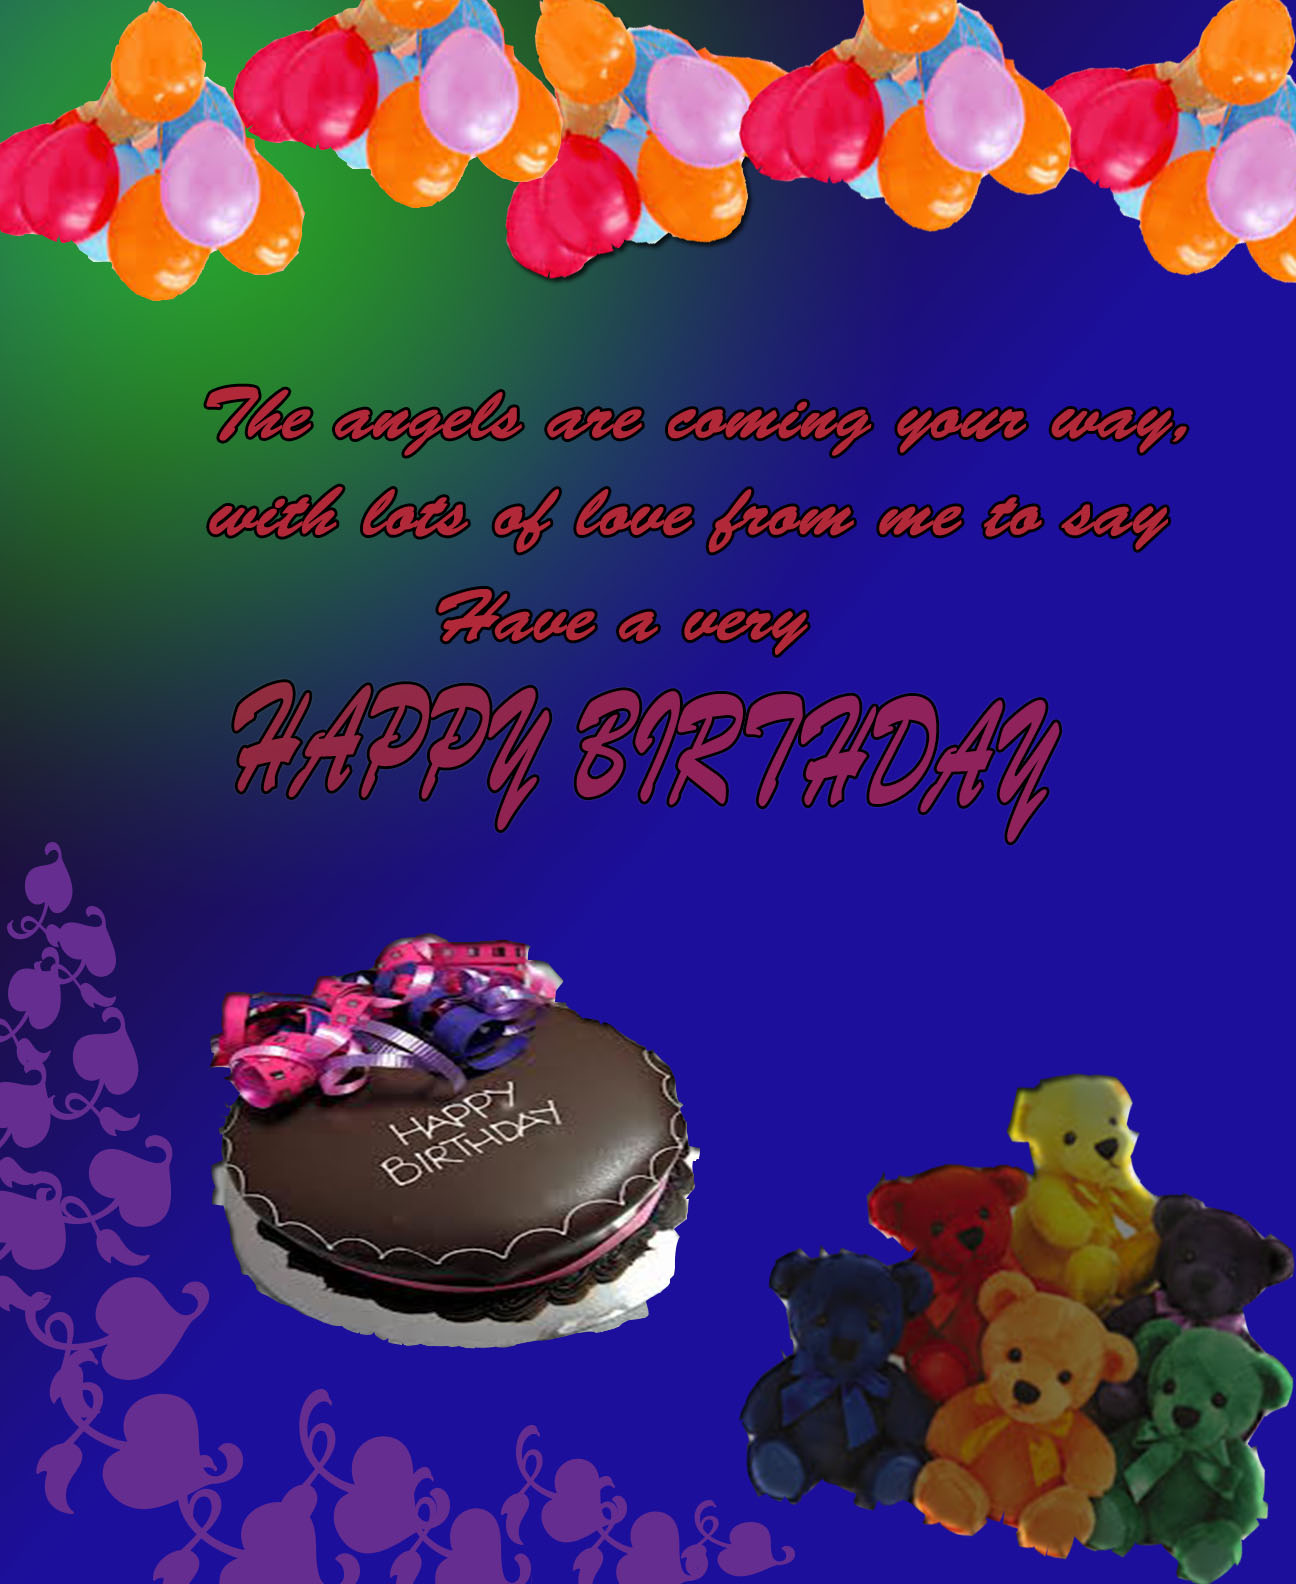 The angels are coming your way,
with lots of love from me to say
Have a very
HAPPY BIRTHDAY
HAPPY
BIRTHDAY